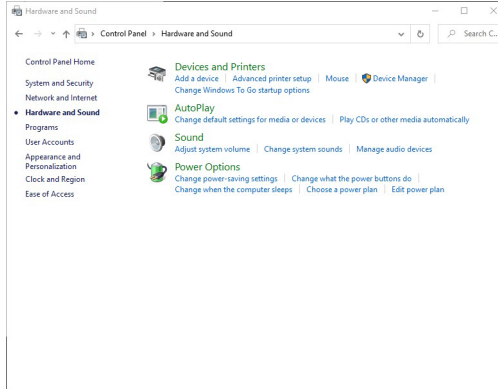 Hardware and Sound
Control Panel > Hardware and Sound
Search C...
Control Panel Home
System and Security
Network and Internet
Hardware and Sound
Programs
User Accounts
Appearance and
Personalization
Clock and Region
Ease of Access
Devices and Printers
Add a device | Advanced printer setup | Mouse | Device Manager |
Change Windows To Go startup options
AutoPlay
Change default settings for media or devices | Play CDs or other media automatically
Sound
Adjust system volume | Change system sounds | Manage audio devices
Power Options
Change power-saving settings | Change what the power buttons do |
Change when the computer sleeps | Choose a power plan | Edit power plan